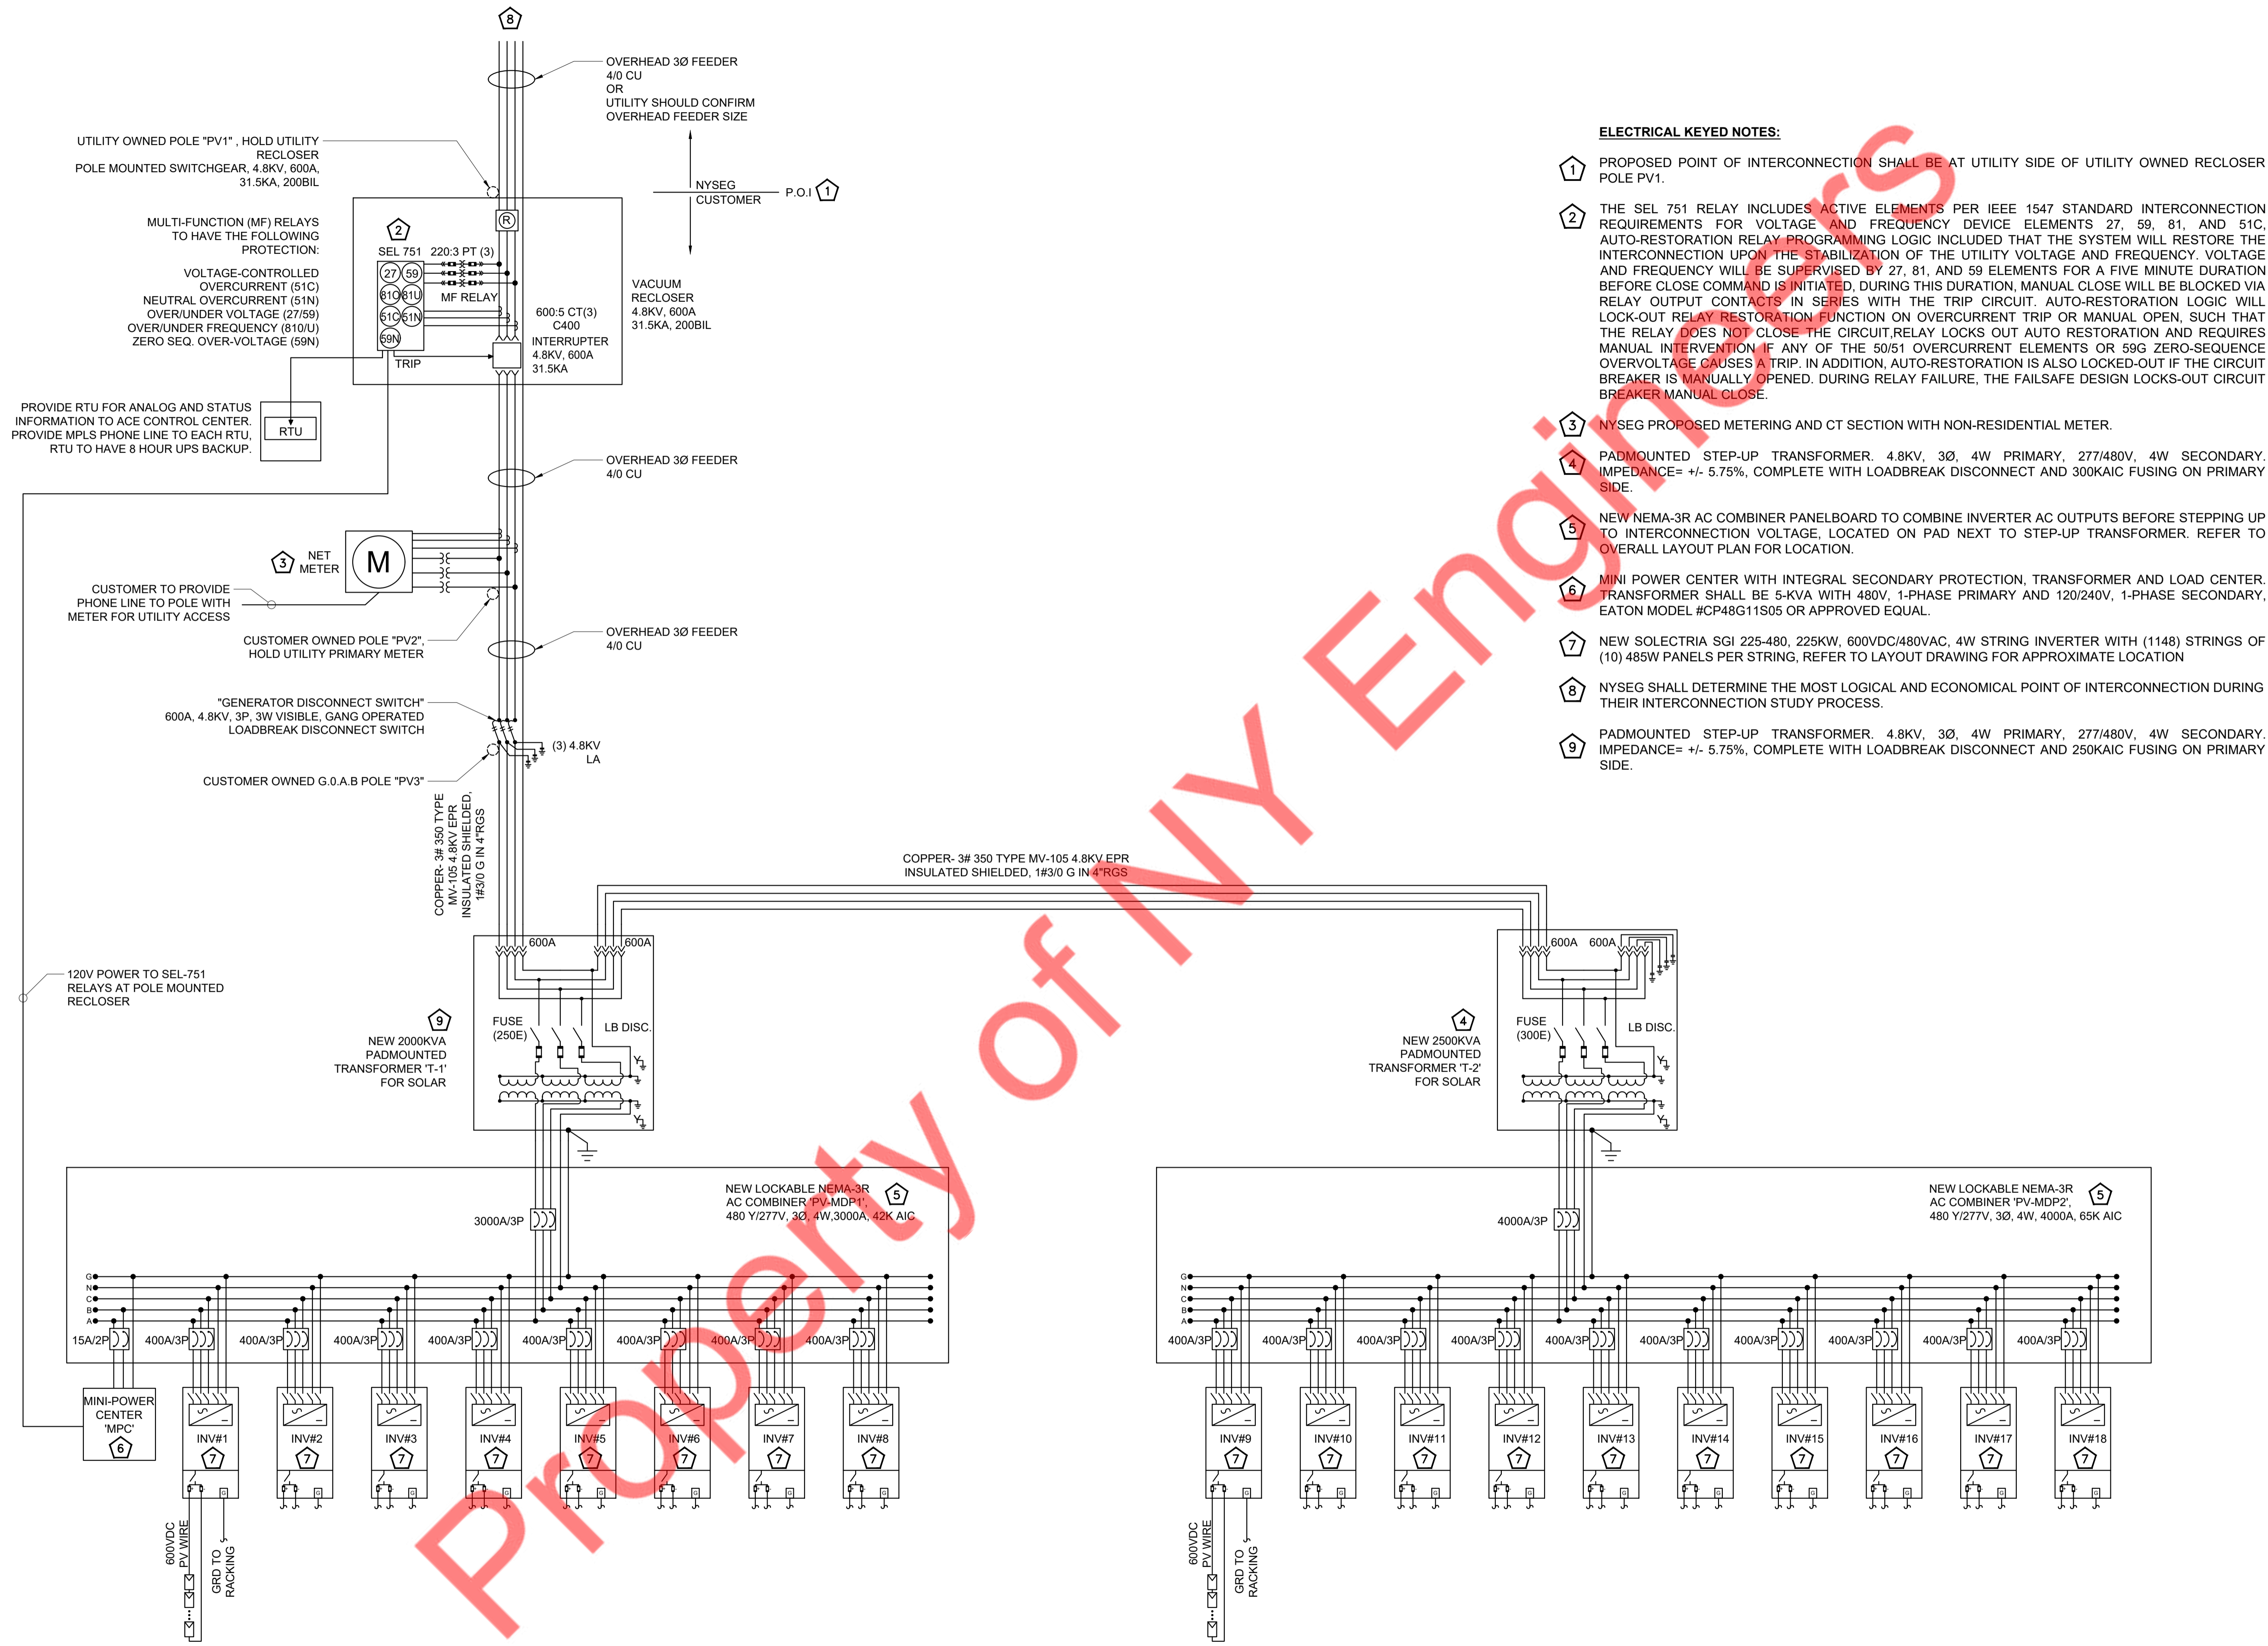 8
OVERHEAD 3Ø FEEDER
4/0 CU
OR
UTILITY SHOULD CONFIRM
OVERHEAD FEEDER SIZE
UTILITY OWNED POLE "PV1" , HOLD UTILITY
RECLOSER
POLE MOUNTED SWITCHGEAR, 4.8KV, 600A,
31.5KA, 200BIL
NYSEG
CUSTOMER
P.O.I
1
MULTI-FUNCTION (MF) RELAYS
TO HAVE THE FOLLOWING
PROTECTION:
VOLTAGE-CONTROLLED
OVERCURRENT (51C)
NEUTRAL OVERCURRENT (51N)
OVER/UNDER VOLTAGE (27/59)
OVER/UNDER FREQUENCY (810/U)
ZERO SEQ. OVER-VOLTAGE (59N)
R
2
SEL 751
220:3 PT (3)
27
59
81O
81U
51C
51N
59N
MF RELAY
TRIP
600:5 CT(3)
C400
INTERRUPTER
4.8KV, 600A
31.5KA
VACUUM
RECLOSER
4.8KV, 600A
31.5KA, 200BIL
PROVIDE RTU FOR ANALOG AND STATUS
INFORMATION TO ACE CONTROL CENTER.
PROVIDE MPLS PHONE LINE TO EACH RTU,
RTU TO HAVE 8 HOUR UPS BACKUP.
RTU
OVERHEAD 3Ø FEEDER
4/0 CU
3
NET
METER
M
CUSTOMER TO PROVIDE
PHONE LINE TO POLE WITH
METER FOR UTILITY ACCESS
CUSTOMER OWNED POLE "PV2",
HOLD UTILITY PRIMARY METER
OVERHEAD 3Ø FEEDER
4/0 CU
"GENERATOR DISCONNECT SWITCH"
600A, 4.8KV, 3P, 3W VISIBLE, GANG OPERATED
LOADBREAK DISCONNECT SWITCH
(3) 4.8KV
LA
CUSTOMER OWNED G.0.A.B POLE "PV3"
COPPER- 3# 350 TYPE
MV-105 4.8KV EPR
INSULATED SHIELDED,
1#3/0 G IN 4"RGS
COPPER- 3# 350 TYPE MV-105 4.8KV EPR
INSULATED SHIELDED, 1#3/0 G IN 4"RGS
120V POWER TO SEL-751
RELAYS AT POLE MOUNTED
RECLOSER
600A
600A
9
NEW 2000KVA
PADMOUNTED
TRANSFORMER 'T-1'
FOR SOLAR
FUSE
(250E)
LB DISC.
Y
Y
600A
600A
4
NEW 2500KVA
PADMOUNTED
TRANSFORMER 'T-2'
FOR SOLAR
FUSE
(300E)
LB DISC.
Y
Y
NEW LOCKABLE NEMA-3R
AC COMBINER 'PV-MDP1',
480 Y/277V, 3Ø, 4W,3000A, 42K AIC
5
3000A/3P
G
N
C
B
A
15A/2P
400A/3P
400A/3P
400A/3P
400A/3P
400A/3P
400A/3P
400A/3P
400A/3P
MINI-POWER
CENTER
'MPC'
6
INV#1
7
G
INV#2
7
G
INV#3
7
G
INV#4
7
G
INV#5
7
G
INV#6
7
G
INV#7
7
G
INV#8
7
G
600VDC
PV WIRE
GRD TO
RACKING
NEW LOCKABLE NEMA-3R
AC COMBINER 'PV-MDP2',
480 Y/277V, 3Ø, 4W, 4000A, 65K AIC
5
4000A/3P
G
N
C
B
A
400A/3P
400A/3P
400A/3P
400A/3P
400A/3P
400A/3P
400A/3P
400A/3P
400A/3P
400A/3P
INV#9
7
G
INV#10
7
G
INV#11
7
G
INV#12
7
G
INV#13
7
G
INV#14
7
G
INV#15
7
G
INV#16
7
G
INV#17
7
G
INV#18
7
G
600VDC
PV WIRE
GRD TO
RACKING
ELECTRICAL KEYED NOTES:
1
PROPOSED POINT OF INTERCONNECTION SHALL BE AT UTILITY SIDE OF UTILITY OWNED RECLOSER
POLE PV1.
2
THE SEL 751 RELAY INCLUDES ACTIVE ELEMENTS PER IEEE 1547 STANDARD INTERCONNECTION
REQUIREMENTS FOR VOLTAGE AND FREQUENCY DEVICE ELEMENTS 27, 59, 81, AND 51C,
AUTO-RESTORATION RELAY PROGRAMMING LOGIC INCLUDED THAT THE SYSTEM WILL RESTORE THE
INTERCONNECTION UPON THE STABILIZATION OF THE UTILITY VOLTAGE AND FREQUENCY. VOLTAGE
AND FREQUENCY WILL BE SUPERVISED BY 27, 81, AND 59 ELEMENTS FOR A FIVE MINUTE DURATION
BEFORE CLOSE COMMAND IS INITIATED, DURING THIS DURATION, MANUAL CLOSE WILL BE BLOCKED VIA
RELAY OUTPUT CONTACTS IN SERIES WITH THE TRIP CIRCUIT. AUTO-RESTORATION LOGIC WILL
LOCK-OUT RELAY RESTORATION FUNCTION ON OVERCURRENT TRIP OR MANUAL OPEN, SUCH THAT
THE RELAY DOES NOT CLOSE THE CIRCUIT,RELAY LOCKS OUT AUTO RESTORATION AND REQUIRES
MANUAL INTERVENTION IF ANY OF THE 50/51 OVERCURRENT ELEMENTS OR 59G ZERO-SEQUENCE
OVERVOLTAGE CAUSES A TRIP. IN ADDITION, AUTO-RESTORATION IS ALSO LOCKED-OUT IF THE CIRCUIT
BREAKER IS MANUALLY OPENED. DURING RELAY FAILURE, THE FAILSAFE DESIGN LOCKS-OUT CIRCUIT
BREAKER MANUAL CLOSE.
3
NYSEG PROPOSED METERING AND CT SECTION WITH NON-RESIDENTIAL METER.
4
PADMOUNTED STEP-UP TRANSFORMER. 4.8KV, 3Ø, 4W PRIMARY, 277/480V, 4W SECONDARY.
IMPEDANCE= +/- 5.75%, COMPLETE WITH LOADBREAK DISCONNECT AND 300KAIC FUSING ON PRIMARY
SIDE.
5
NEW NEMA-3R AC COMBINER PANELBOARD TO COMBINE INVERTER AC OUTPUTS BEFORE STEPPING UP
TO INTERCONNECTION VOLTAGE, LOCATED ON PAD NEXT TO STEP-UP TRANSFORMER. REFER TO
OVERALL LAYOUT PLAN FOR LOCATION.
6
MINI POWER CENTER WITH INTEGRAL SECONDARY PROTECTION, TRANSFORMER AND LOAD CENTER.
TRANSFORMER SHALL BE 5-KVA WITH 480V, 1-PHASE PRIMARY AND 120/240V, 1-PHASE SECONDARY,
EATON MODEL #CP48G11S05 OR APPROVED EQUAL.
7
NEW SOLECTRIA SGI 225-480, 225KW, 600VDC/480VAC, 4W STRING INVERTER WITH (1148) STRINGS OF
(10) 485W PANELS PER STRING, REFER TO LAYOUT DRAWING FOR APPROXIMATE LOCATION
8
NYSEG SHALL DETERMINE THE MOST LOGICAL AND ECONOMICAL POINT OF INTERCONNECTION DURING
THEIR INTERCONNECTION STUDY PROCESS.
9
PADMOUNTED STEP-UP TRANSFORMER. 4.8KV, 3Ø, 4W PRIMARY, 277/480V, 4W SECONDARY.
IMPEDANCE= +/- 5.75%, COMPLETE WITH LOADBREAK DISCONNECT AND 250KAIC FUSING ON PRIMARY
SIDE.
Property of NY Engineers